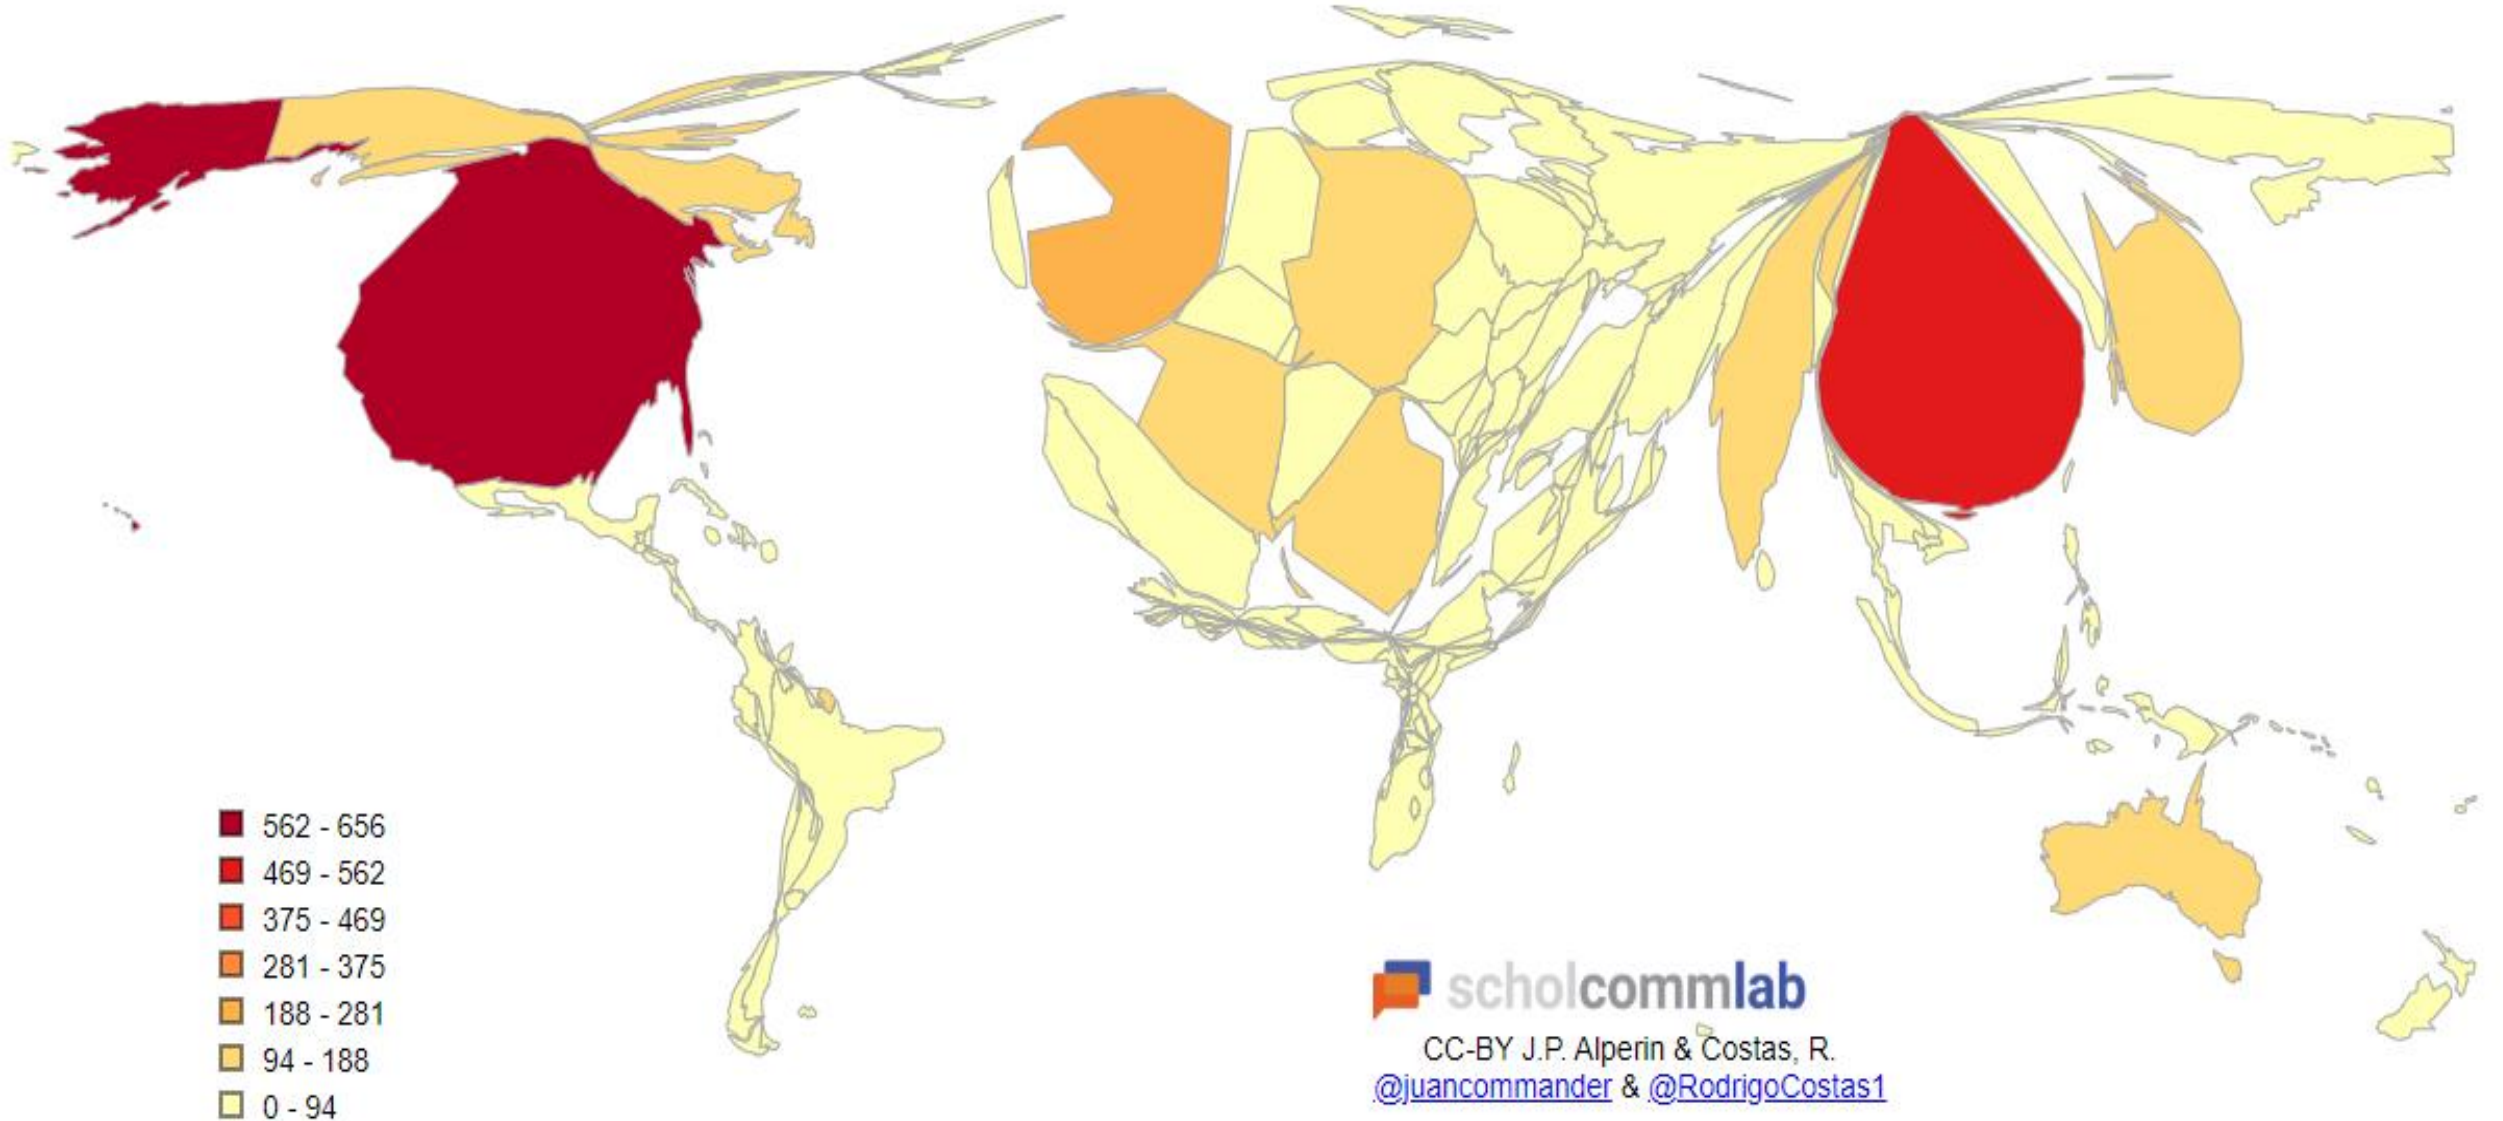 562 - 656
469 - 562
375 - 469
281 - 375
188 - 281
94 - 188
0 - 94
scholcommlab
CC-BY J.P. Alperin & Costas, R.
@juancommander & @RodrigoCostas1